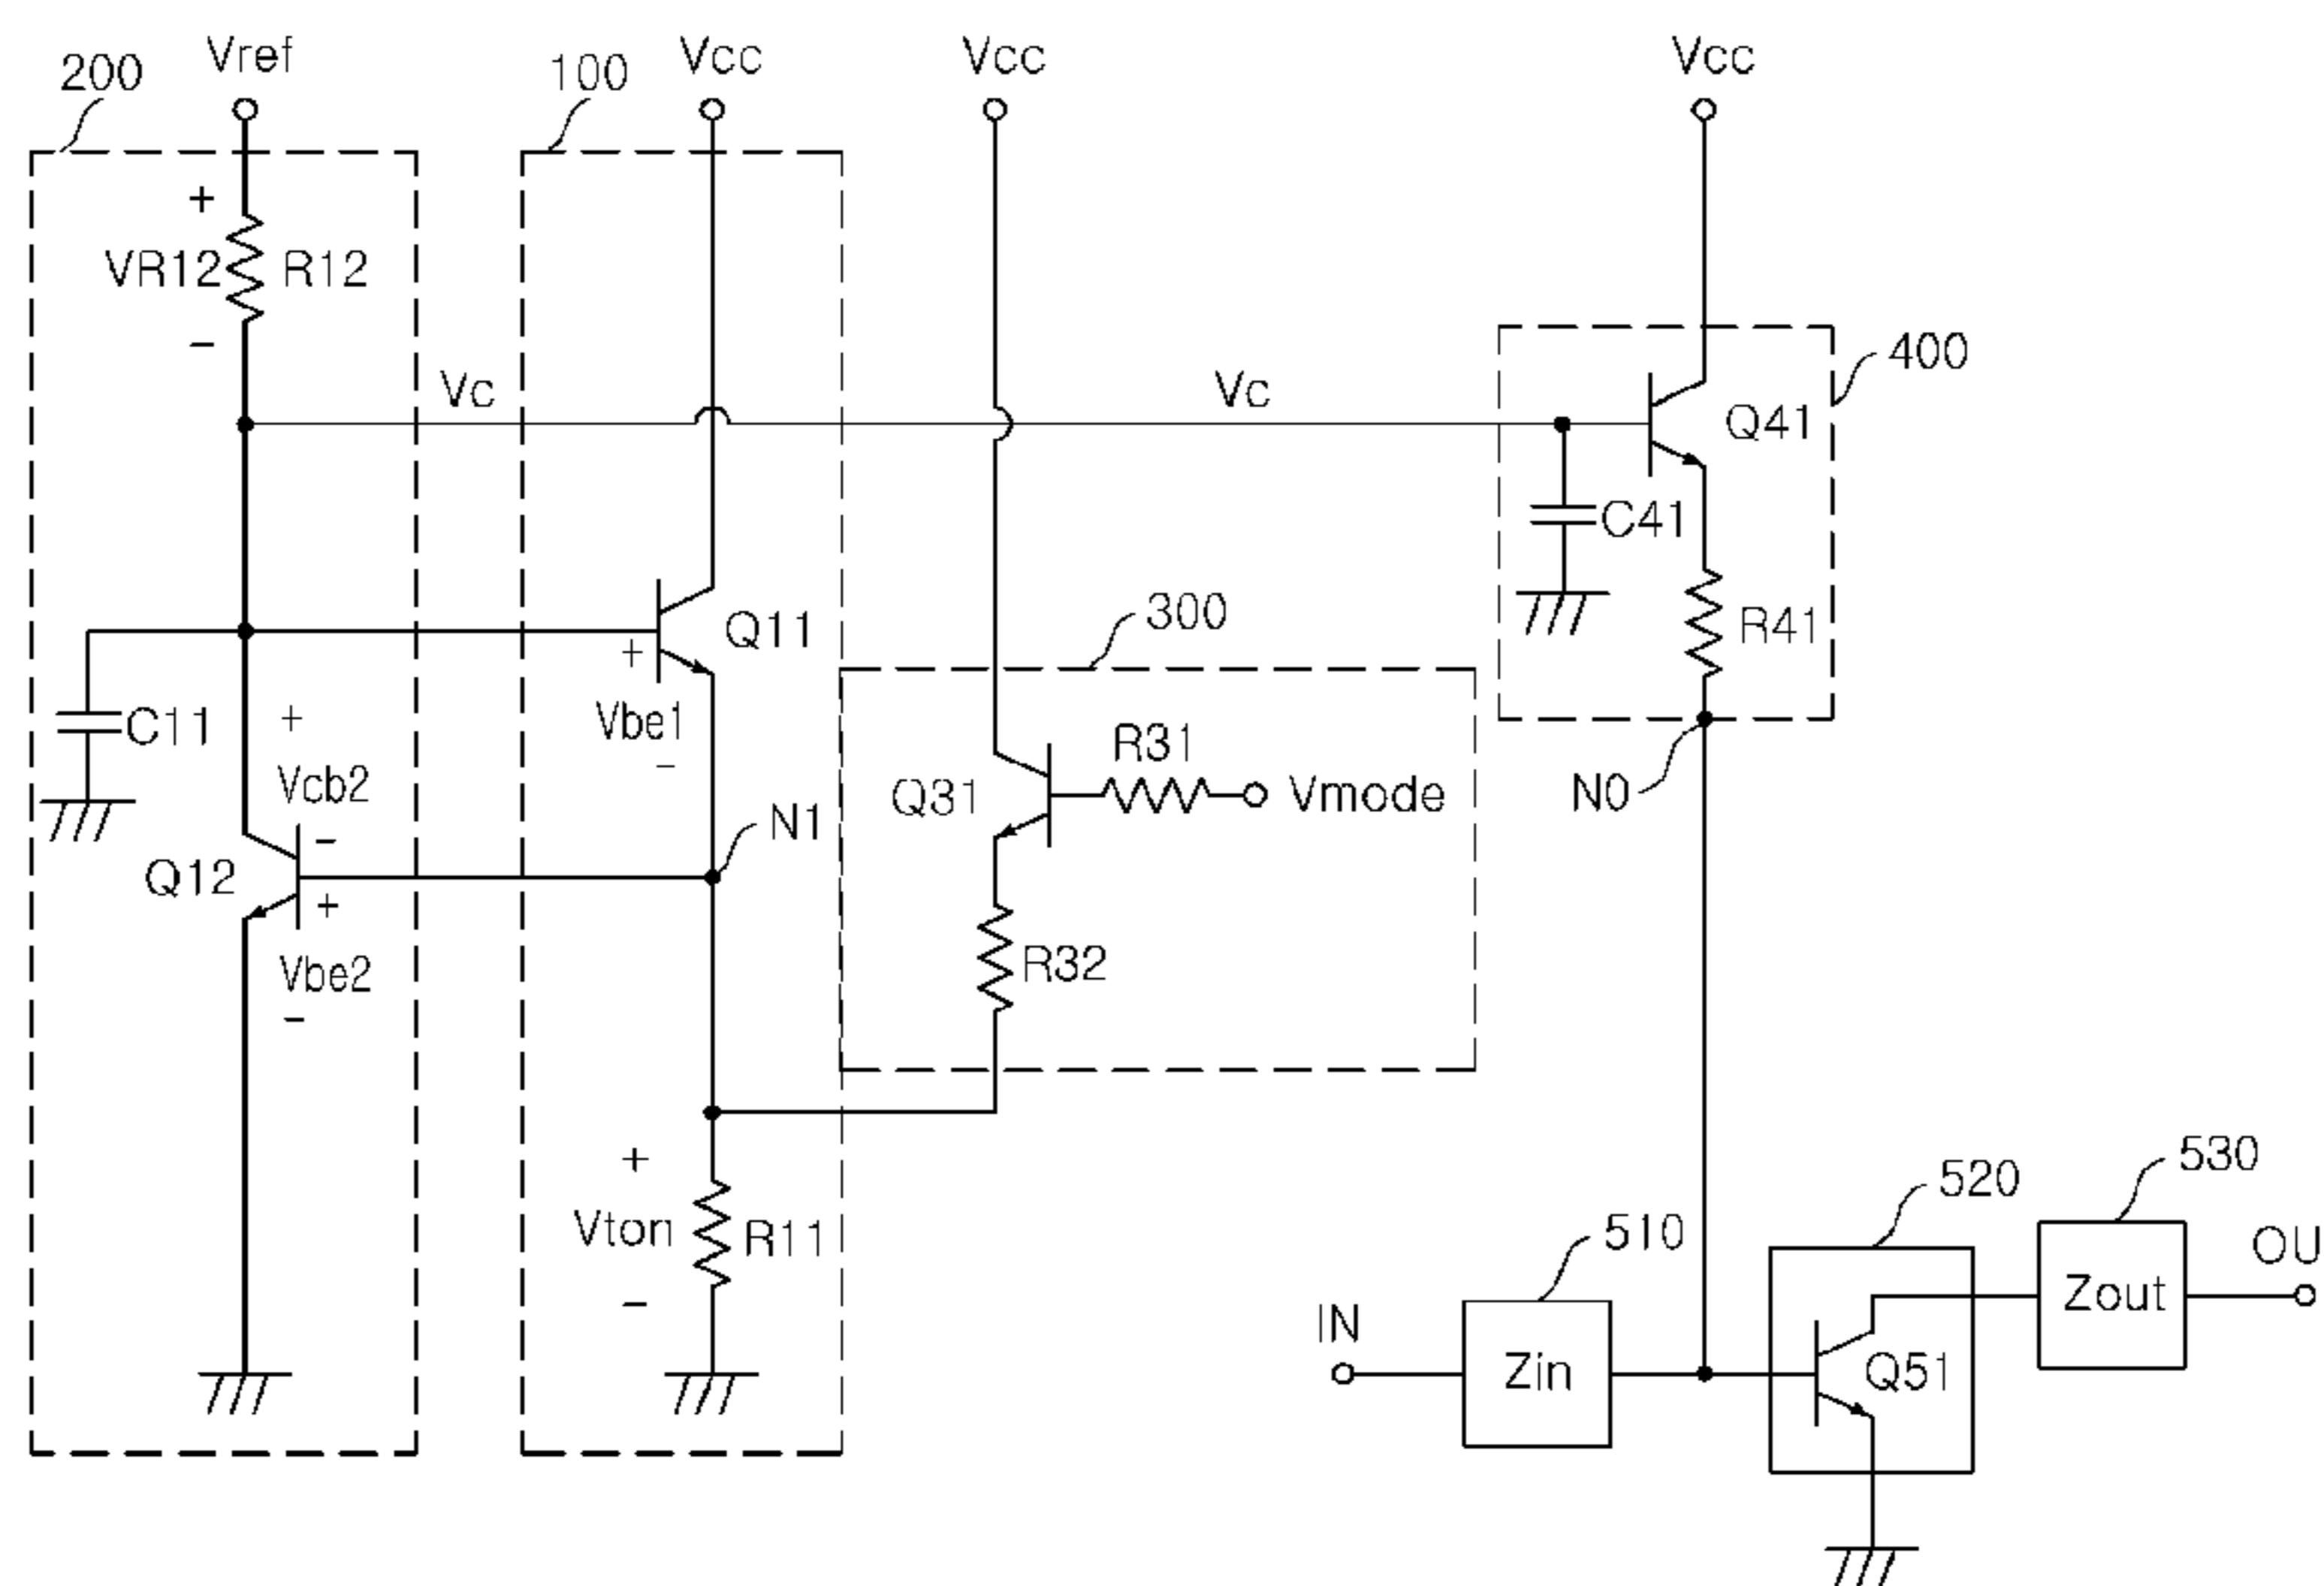 200
Vref
100
Vcc
Vcc
Vcc
+
VR12
R12
−
Vc
Vc
400
Q41
C41
R41
Q11
+
Vbe1
−
300
C11
+
Vcb2
−
Q12
+
Vbe2
−
N1
Q31
R31
Vmode
R32
N0
+
Vton
R11
−
IN
510
Zin
520
Q51
530
Zout
OU